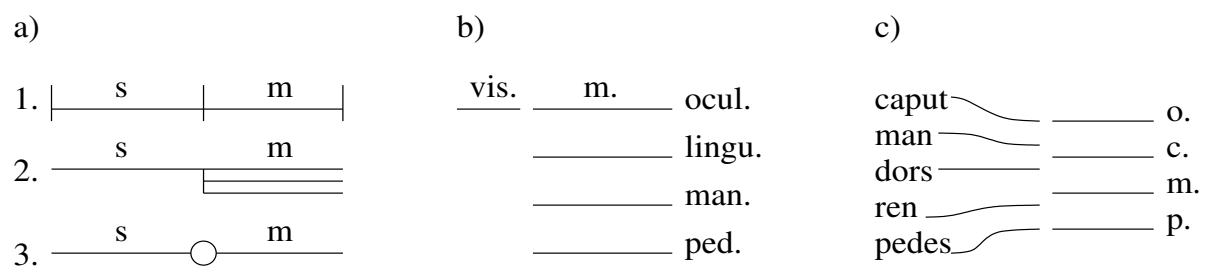 a)
1. s m
2. s m
3. s m
b)
vis. m. ocul.
lingu.
man.
ped.
c)
caput o.
man c.
dors m.
ren p.
pedes